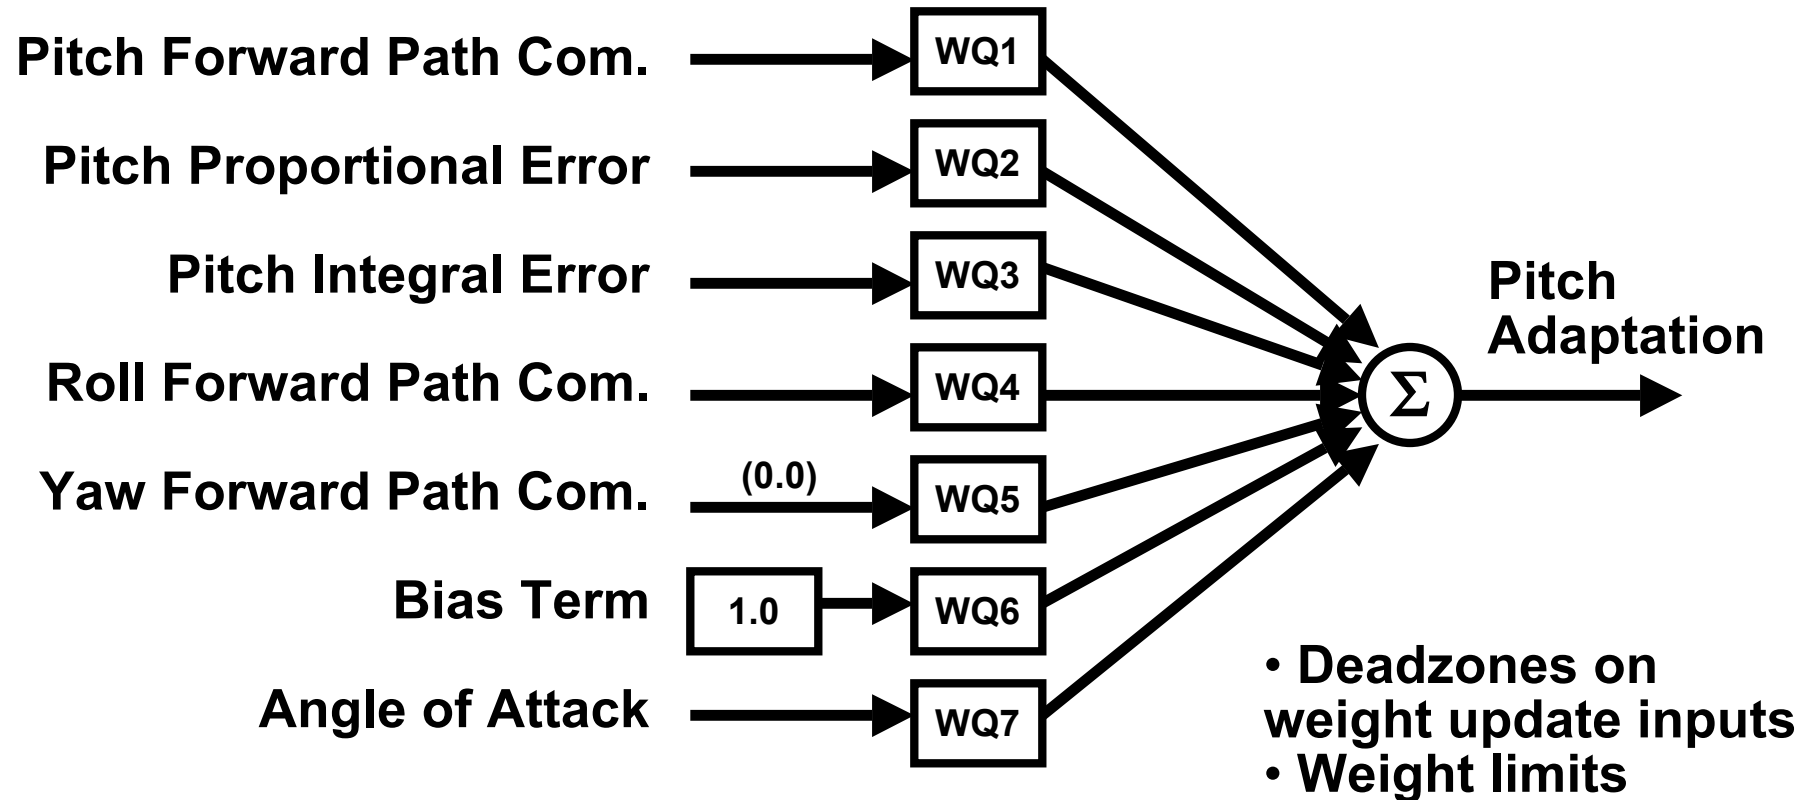 Pitch Forward Path Com.
WQ1
Pitch Proportional Error
WQ2
Pitch Integral Error
WQ3
Roll Forward Path Com.
WQ4
Yaw Forward Path Com.
(0.0)
WQ5
Bias Term
1.0
WQ6
Angle of Attack
WQ7
Σ
Pitch
Adaptation
• Deadzones on
weight update inputs
• Weight limits